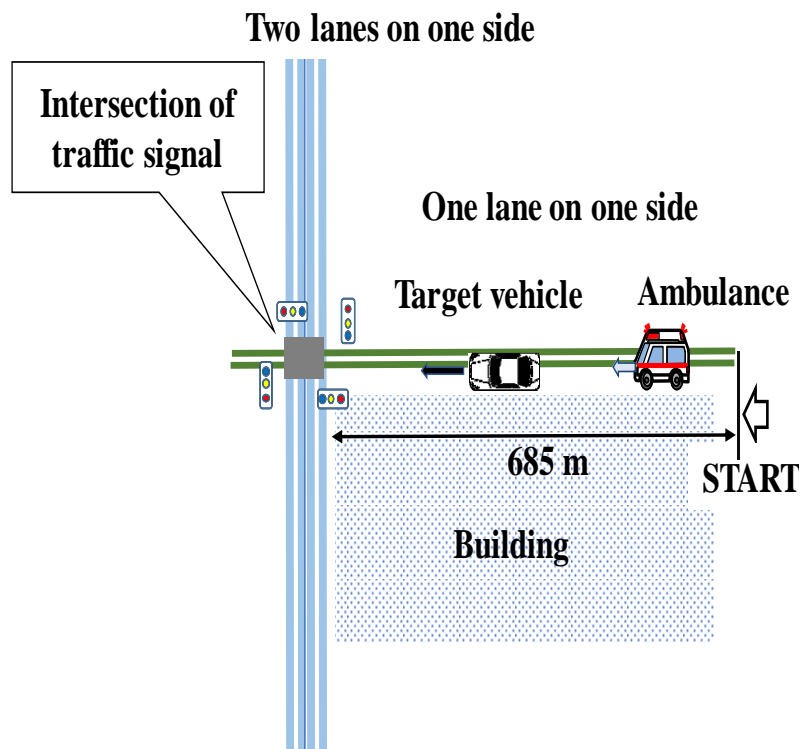 Two lanes on one side
Intersection of
traffic signal
One lane on one side
Target vehicle
Ambulance
685 m
START
Building